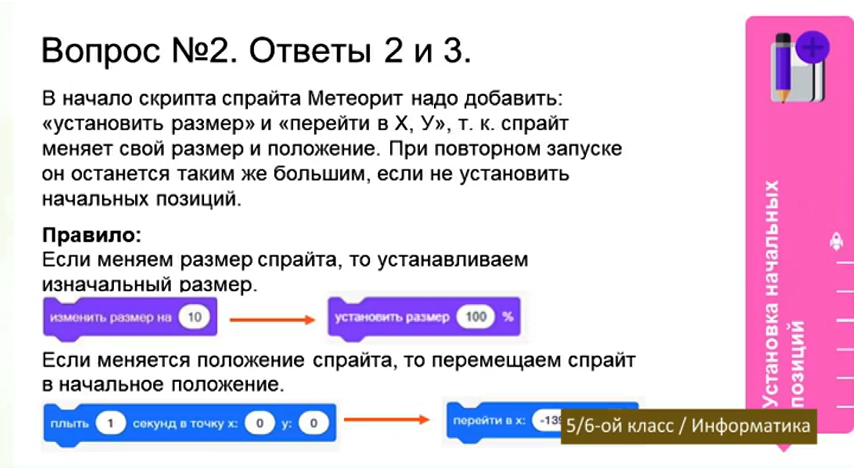 Вопрос №2. Ответы 2 и 3.
В начало скрипта спрайта Метеорит надо добавить:
«установить размер» и «перейти в X, У», т. к. спрайт
меняет свой размер и положение. При повторном запуске
он останется таким же большим, если не установить
начальных позиций.
Правило:
Если меняем размер спрайта, то устанавливаем
изначальный размер.
изменить размер на 10
установить размер 100 %
Если меняется положение спрайта, то перемещаем спрайт
в начальное положение.
плыть 1 секунд в точку x: 0 y: 0
перейти в x:
5/6-ой класс / Информатика
Установка начальных
позиций